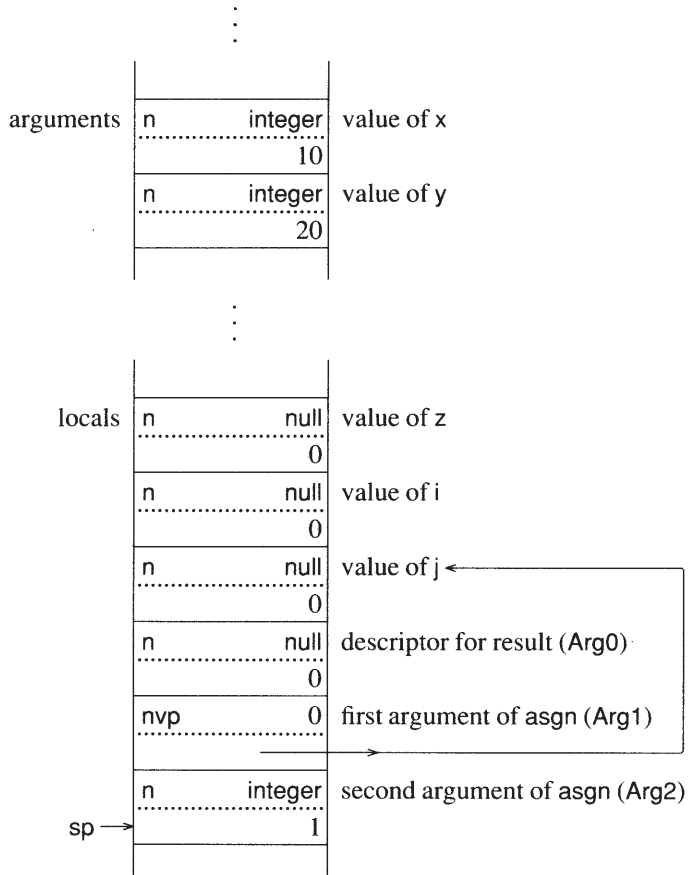 arguments n integer value of x
10
n integer value of y
20
locals n null value of z
0
n null value of i
0
n null value of j
0
n null descriptor for result (Arg0)
0
nvp 0 first argument of asgn (Arg1)
n integer second argument of asgn (Arg2)
sp 1